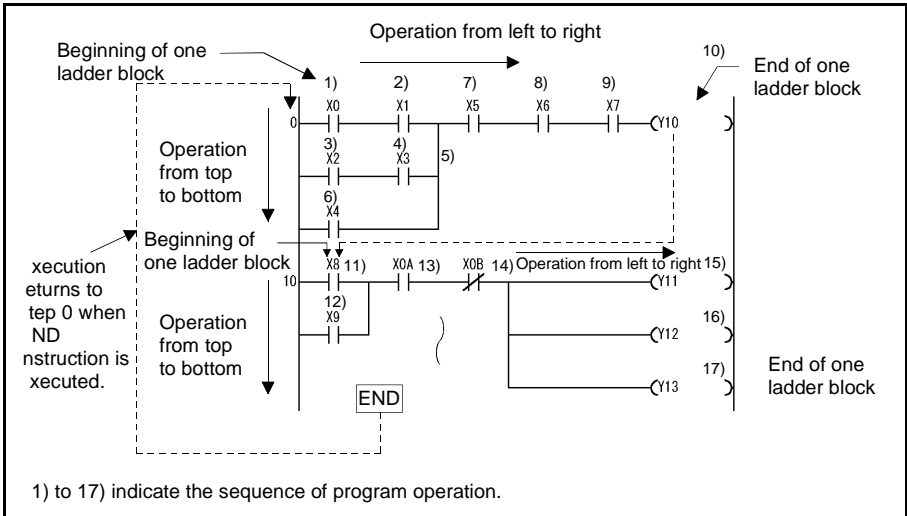 Operation from left to right
Beginning of one
ladder block
10)
End of one
ladder block
1) 2) 7) 8) 9)
X0 X1 X5 X6 X7
0 Y10
Operation
from top
to bottom
3) 4) 5)
X2 X3
6)
X4
Beginning of
one ladder block
xecution
eturns to
tep 0 when
ND
nstruction is
xecuted.
X8 11) X0A 13) X0B 14) Operation from left to right 15)
10 Y11
12)
X9
Operation
from top
to bottom
16)
Y12
17)
Y13
End of one
ladder block
END
1) to 17) indicate the sequence of program operation.